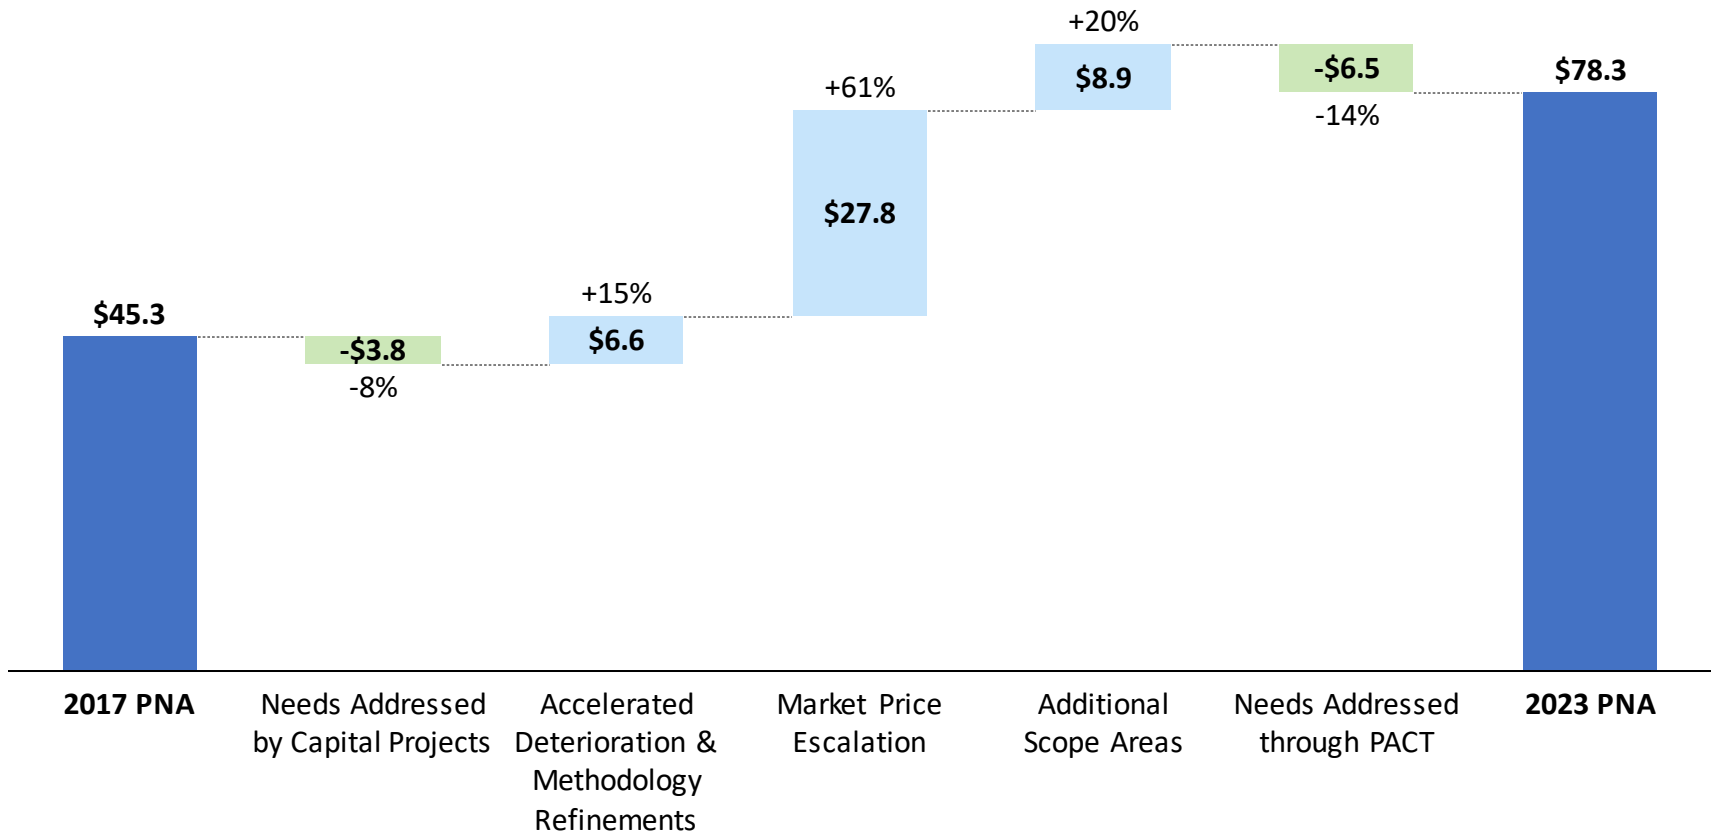 +20%
$8.9
-$6.5
-14%
$78.3
+61%
$27.8
+15%
$6.6
$45.3
-$3.8
-8%
2017 PNA
Needs Addressed
by Capital Projects
Accelerated
Deterioration &
Methodology
Refinements
Market Price
Escalation
Additional
Scope Areas
Needs Addressed
through PACT
2023 PNA